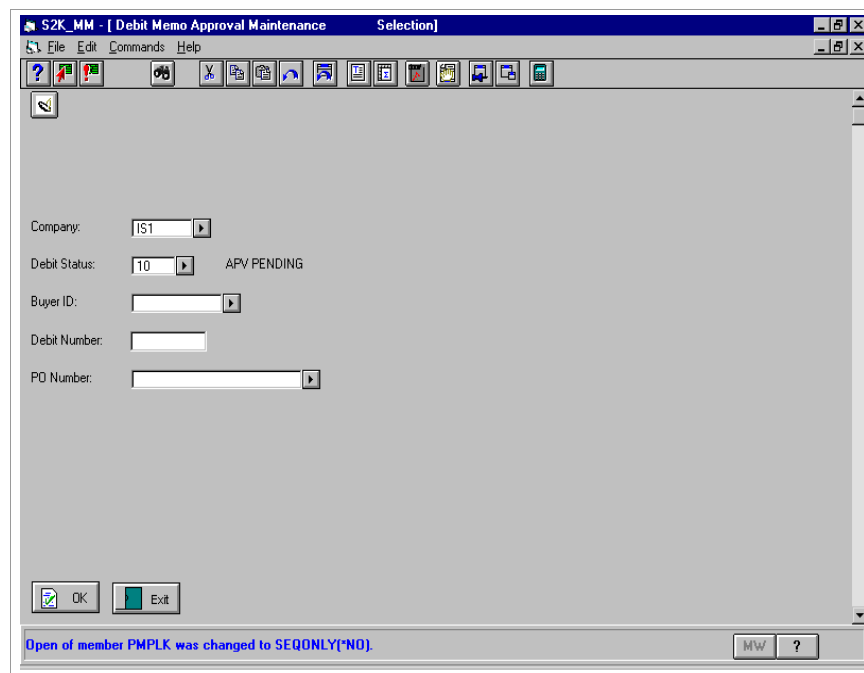 S2K_MM - [ Debit Memo Approval Maintenance Selection]
File Edit Commands Help
Company: IS1
Debit Status: 10 APV PENDING
Buyer ID:
Debit Number:
PO Number:
OK Exit
Open of member PMPLK was changed to SEQONLY(*NO). MW ?